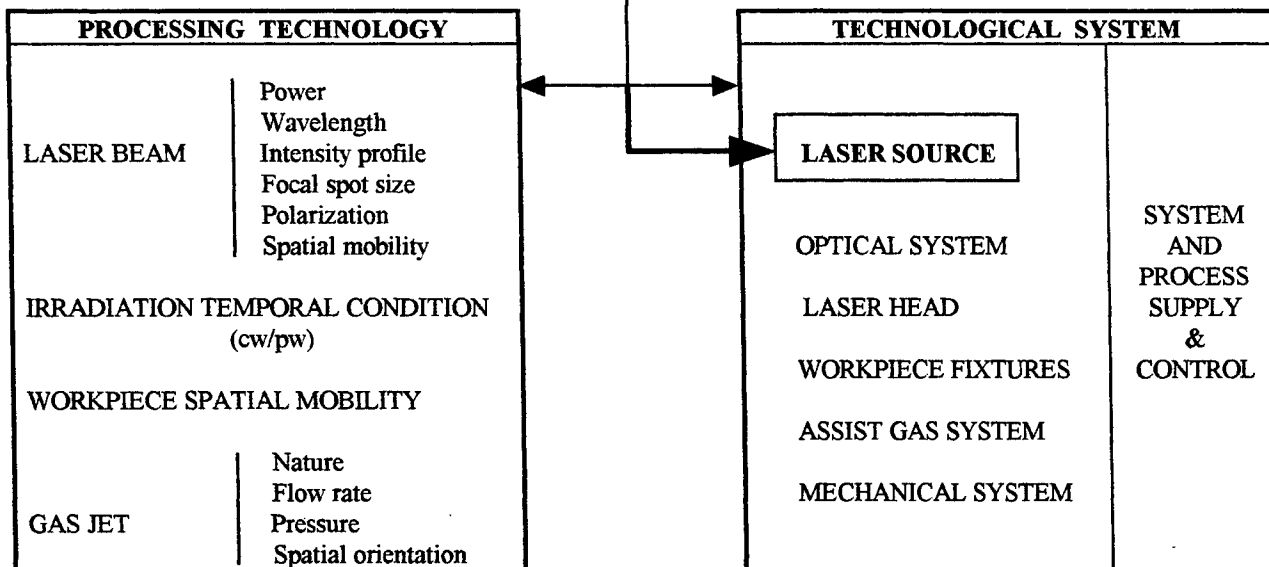 PROCESSING TECHNOLOGY
LASER BEAM
Power
Wavelength
Intensity profile
Focal spot size
Polarization
Spatial mobility
IRRADIATION TEMPORAL CONDITION
(cw/pw)
WORKPIECE SPATIAL MOBILITY
GAS JET
Nature
Flow rate
Pressure
Spatial orientation
TECHNOLOGICAL SYSTEM
LASER SOURCE
OPTICAL SYSTEM
LASER HEAD
WORKPIECE FIXTURES
ASSIST GAS SYSTEM
MECHANICAL SYSTEM
SYSTEM
AND
PROCESS
SUPPLY
&
CONTROL